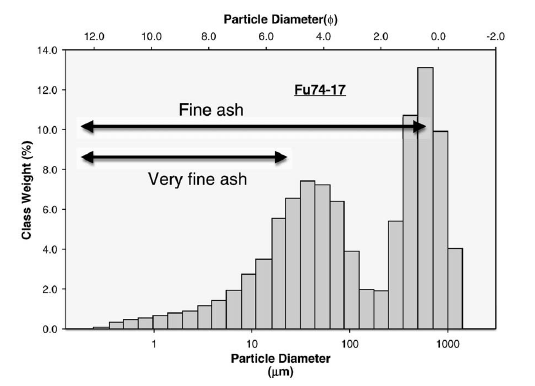 Particle Diameter(ϕ)
12.0 10.0 8.0 6.0 4.0 2.0 0.0 -2.0
14.0
12.0
10.0
8.0
6.0
4.0
2.0
0.0
Class Weight (%)
Fu74-17
Fine ash
Very fine ash
1 10 100 1000
Particle Diameter
(μm)